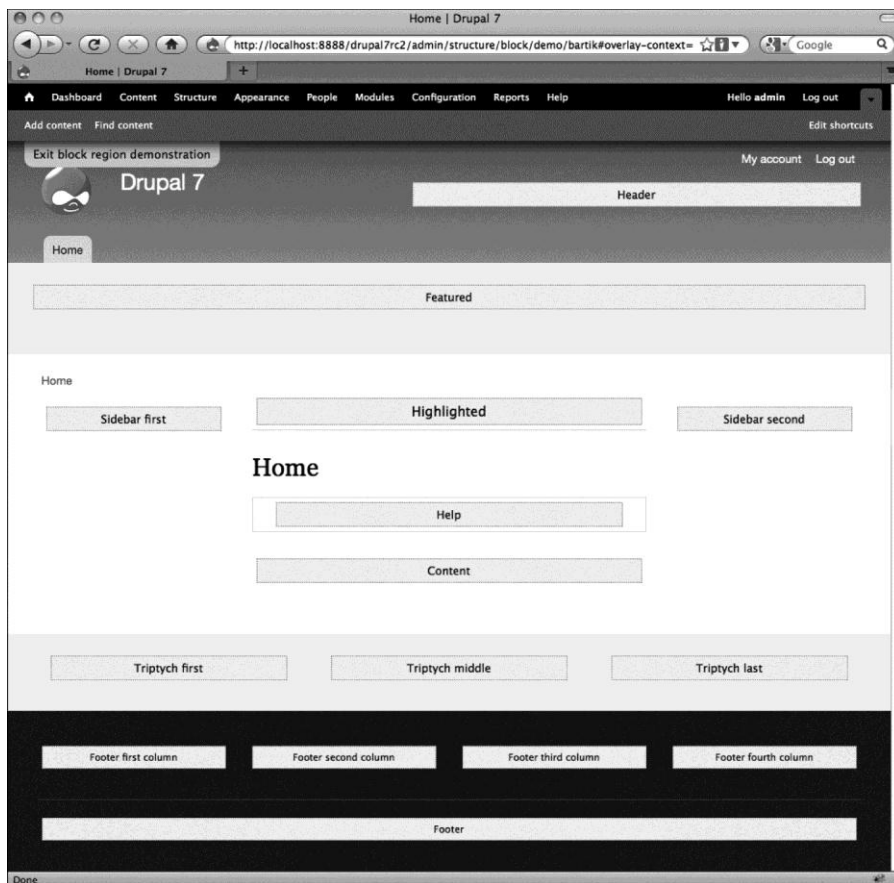 Home | Drupal 7
http://localhost:8888/drupal7rc2/admin/structure/block/demo/bartik#overlay-context= Google
Home | Drupal 7 +
Dashboard Content Structure Appearance People Modules Configuration Reports Help Hello admin Log out
Add content Find content Edit shortcuts
Exit block region demonstration
My account Log out
Drupal 7
Header
Home
Featured
Home
Sidebar first Highlighted Sidebar second
Home
Help
Content
Triptych first Triptych middle Triptych last
Footer first column Footer second column Footer third column Footer fourth column
Footer
Done